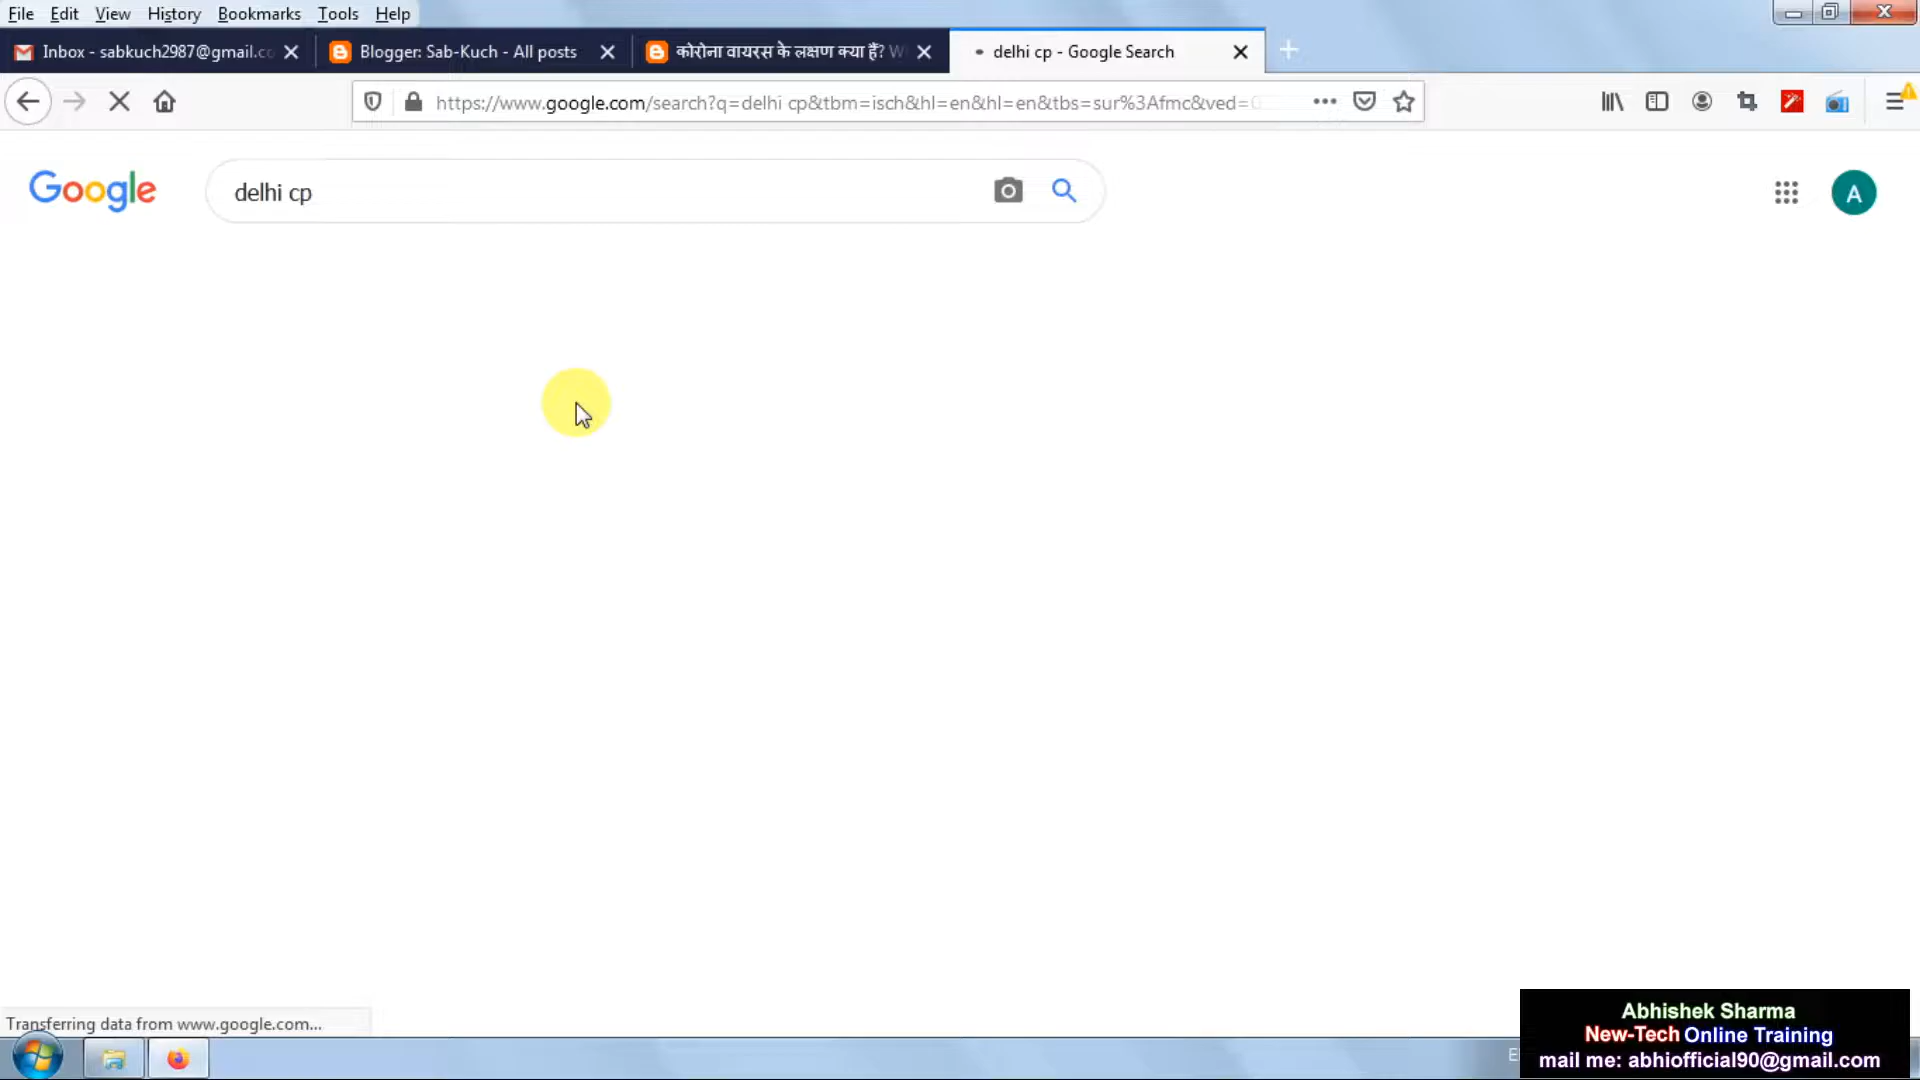 File Edit View History Bookmarks Tools Help
Inbox - sabkuch2987@gmail.co
Blogger: Sab-Kuch - All posts
कोरोना वायरस के लक्षण क्या हैं? W
delhi cp - Google Search
https://www.google.com/search?q=delhi cp&tbm=isch&hl=en&hl=en&tbs=sur%3Afmc&ved=
Google
delhi cp
A
Transferring data from www.google.com...
Abhishek Sharma
New-Tech Online Training
mail me: abhiofficial90@gmail.com